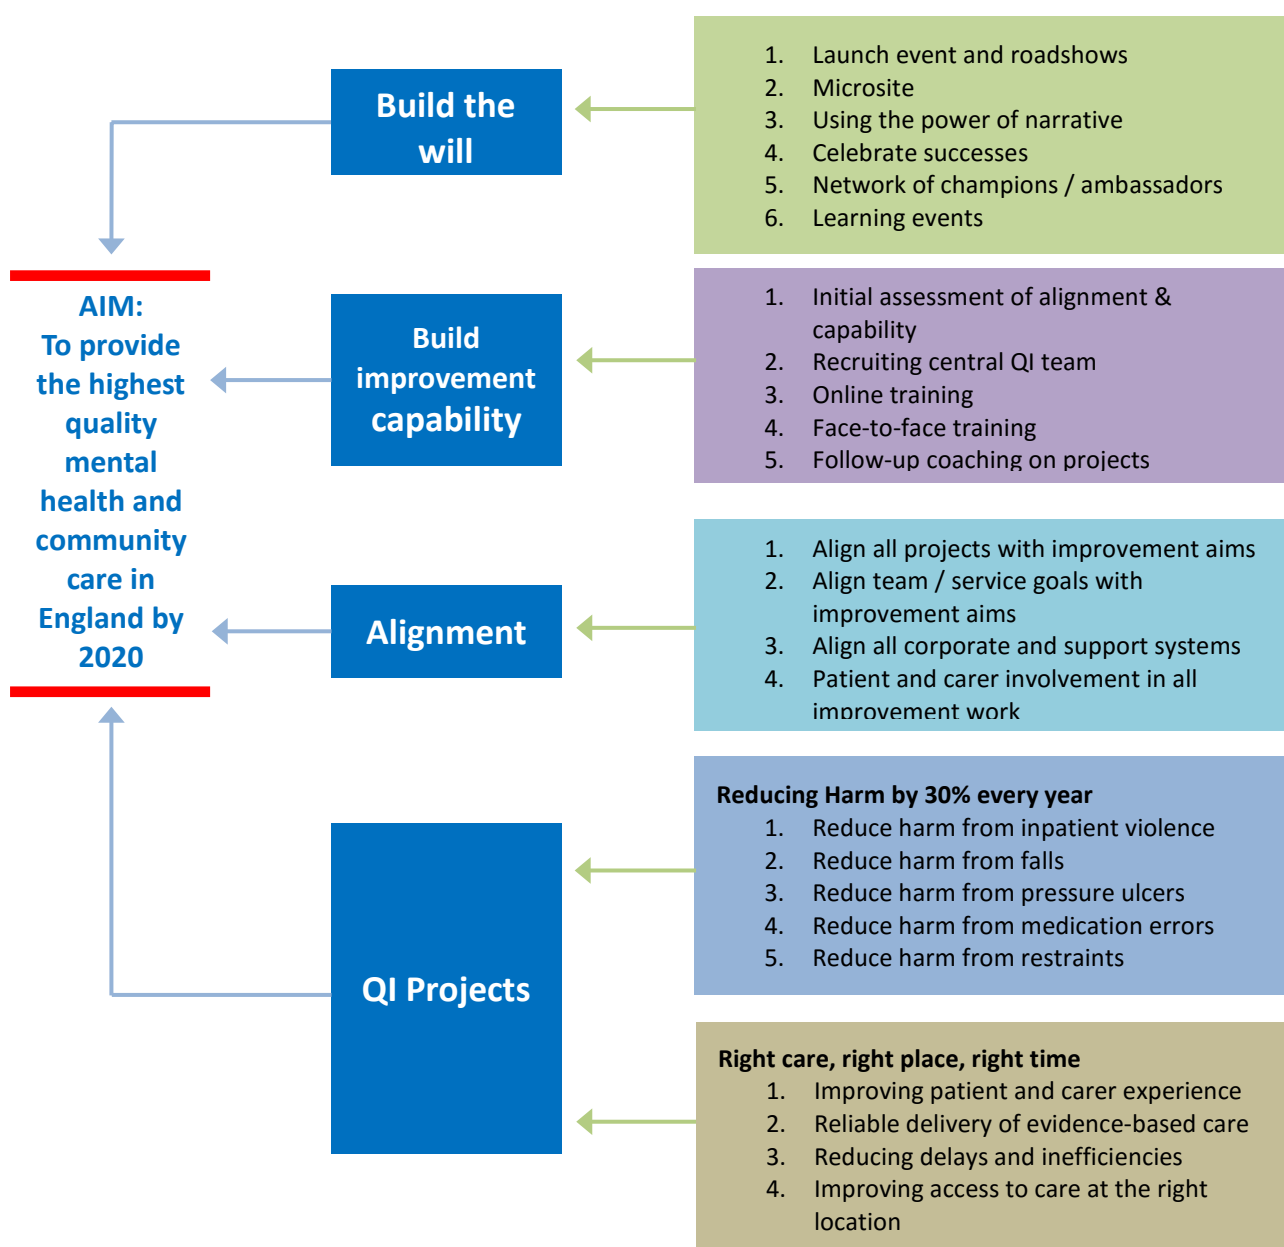 Build the
will
1. Launch event and roadshows
2. Microsite
3. Using the power of narrative
4. Celebrate successes
5. Network of champions / ambassadors
6. Learning events
AIM:
To provide
the highest
quality
mental
health and
community
care in
England by
2020
Build
improvement
capability
1. Initial assessment of alignment &
capability
2. Recruiting central QI team
3. Online training
4. Face-to-face training
5. Follow-up coaching on projects
Alignment
1. Align all projects with improvement aims
2. Align team / service goals with
improvement aims
3. Align all corporate and support systems
4. Patient and carer involvement in all
improvement work
QI Projects
Reducing Harm by 30% every year
1. Reduce harm from inpatient violence
2. Reduce harm from falls
3. Reduce harm from pressure ulcers
4. Reduce harm from medication errors
5. Reduce harm from restraints
Right care, right place, right time
1. Improving patient and carer experience
2. Reliable delivery of evidence-based care
3. Reducing delays and inefficiencies
4. Improving access to care at the right
location